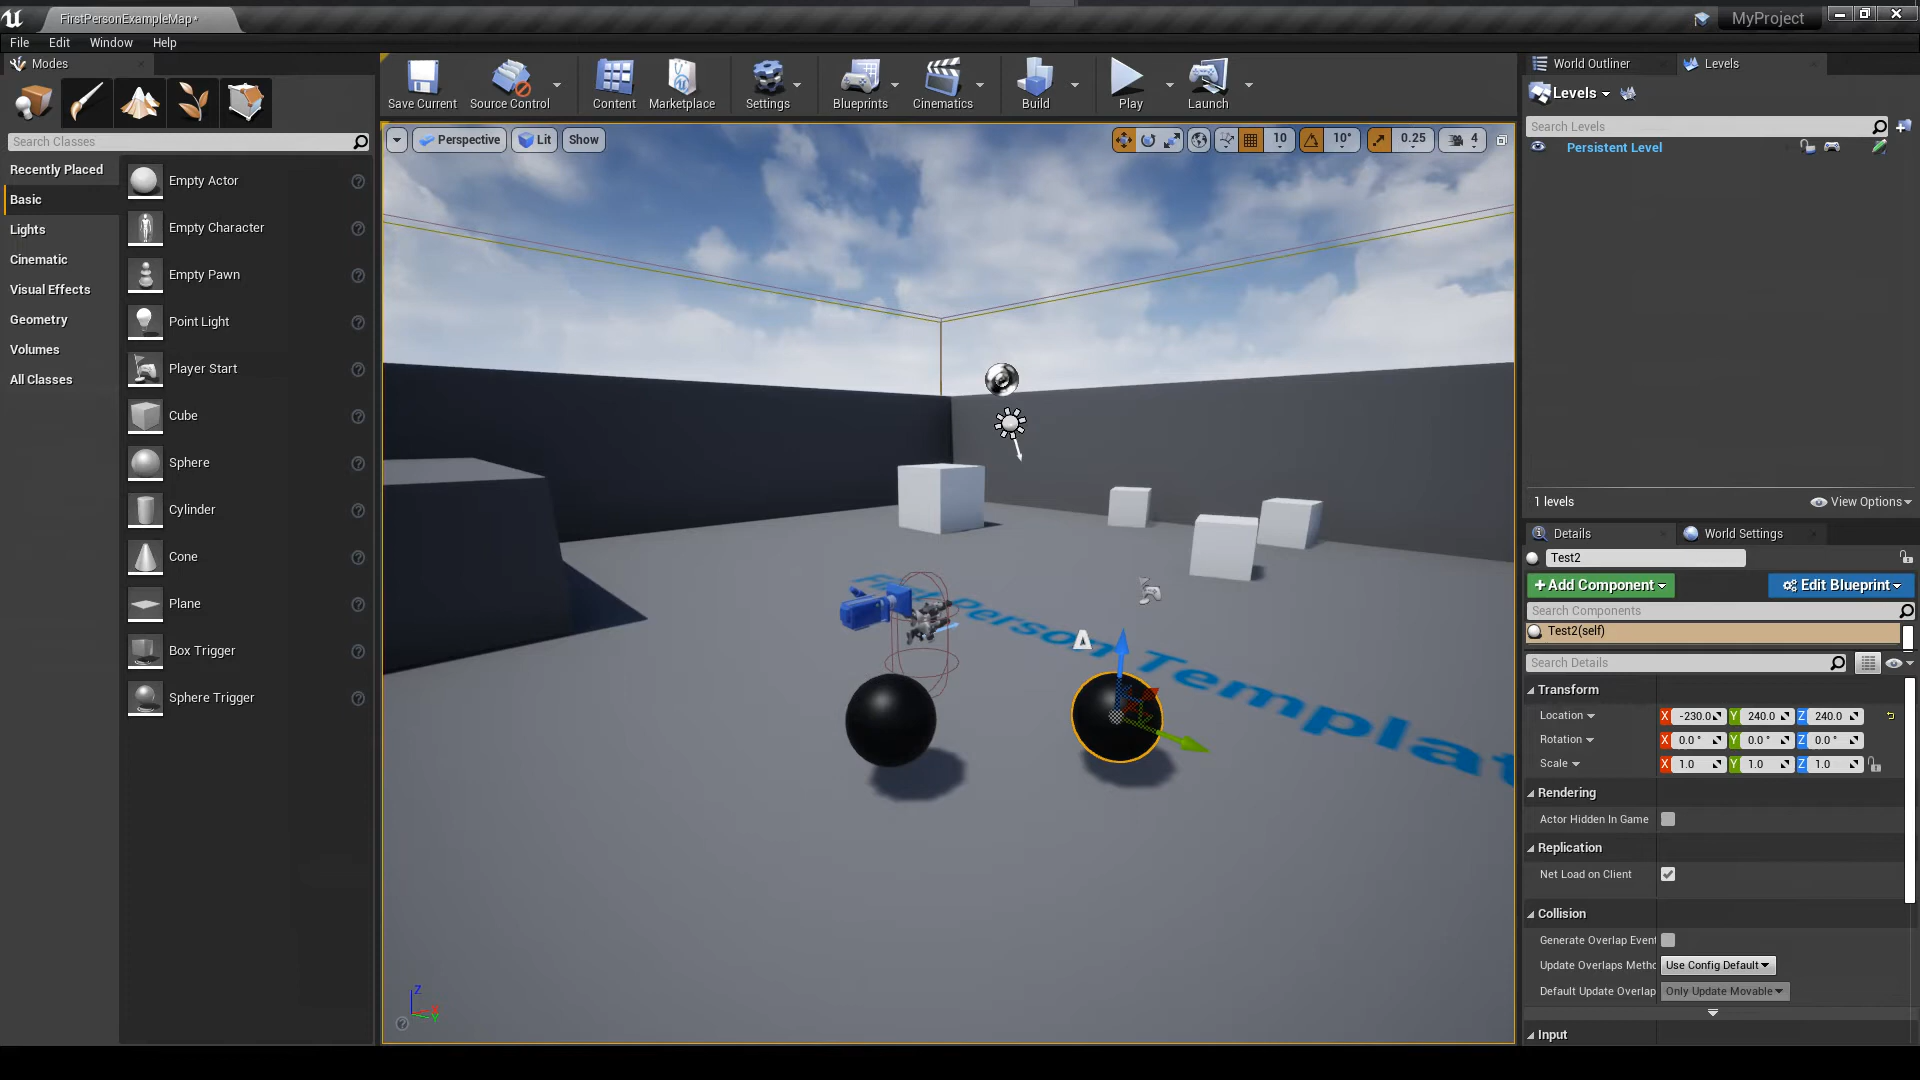 FirstPersonExampleMap*
MyProject
File Edit Window Help
Modes
Search Classes
Recently Placed
Basic
Lights
Cinematic
Visual Effects
Geometry
Volumes
All Classes
Empty Actor
Empty Character
Empty Pawn
Point Light
Player Start
Cube
Sphere
Cylinder
Cone
Plane
Box Trigger
Sphere Trigger
Save Current Source Control Content Marketplace Settings Blueprints Cinematics Build Play Launch
Perspective Lit Show 10 10° 0.25 4
First Person Templat
Z
X
Y
World Outliner Levels
Levels
Search Levels
Persistent Level
1 levels View Options
Details World Settings
Test2
+Add Component Edit Blueprint
Search Components
Test2(self)
Search Details
Transform
Location X -230.0 Y 240.0 Z 240.0
Rotation X 0.0 ° Y 0.0 ° Z 0.0 °
Scale X 1.0 Y 1.0 Z 1.0
Rendering
Actor Hidden In Game
Replication
Net Load on Client
Collision
Generate Overlap Event
Update Overlaps Metho Use Config Default
Default Update Overlap Only Update Movable
Input